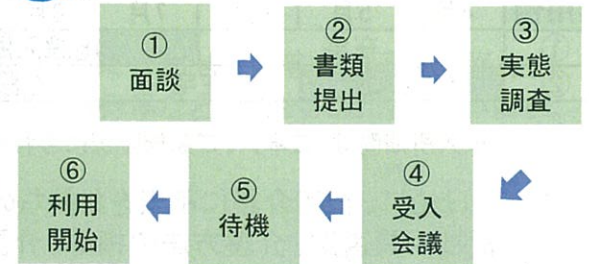 ①
面談
②
書類
提出
③
実態
調査
④
受入
会議
⑤
待機
⑥
利用
開始